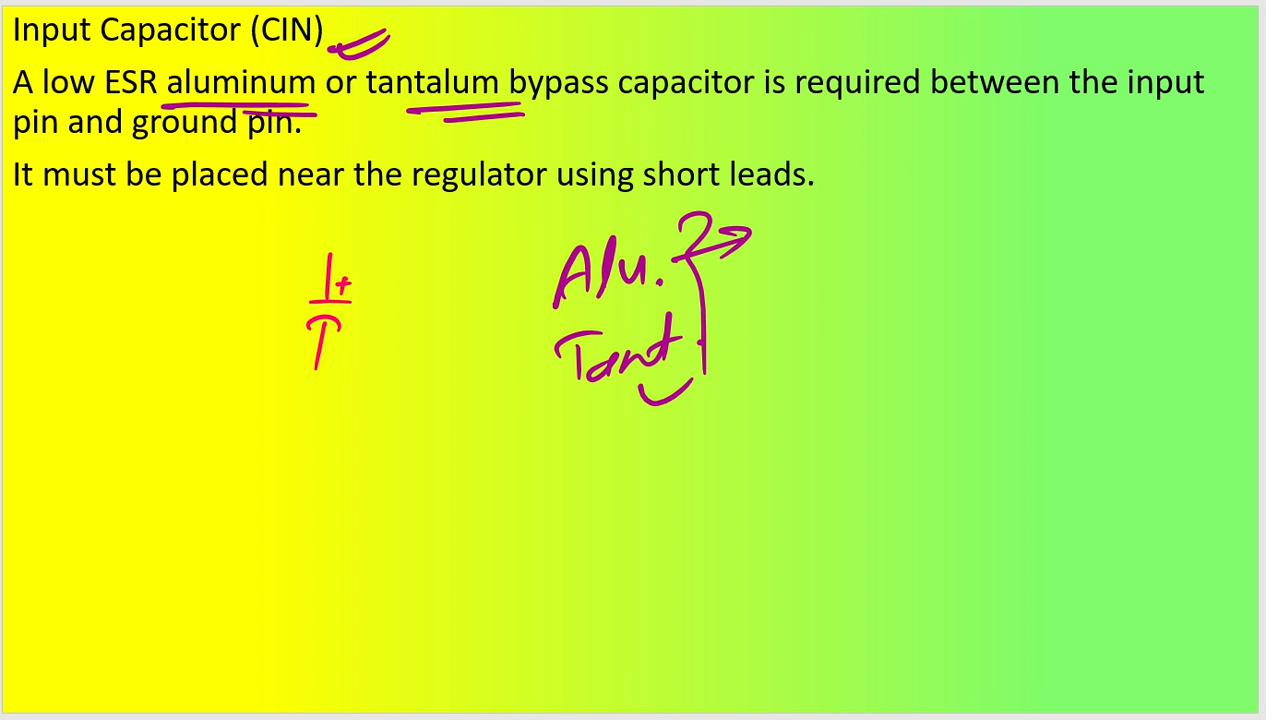 Input Capacitor (CIN)
A low ESR aluminum or tantalum bypass capacitor is required between the input
pin and ground pin.
It must be placed near the regulator using short leads.
+
Alu.
Tant.